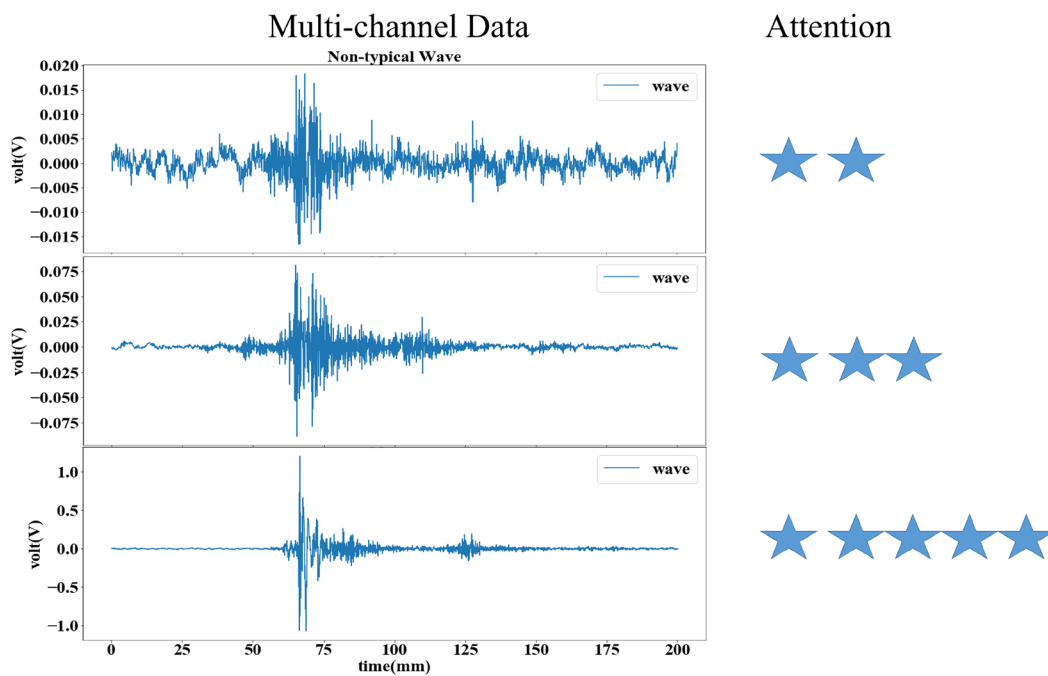 Multi-channel Data
Attention
Non-typical Wave
wave
0.020
0.015
0.010
0.005
0.000
−0.005
−0.010
−0.015
volt(V)
wave
0.075
0.050
0.025
0.000
−0.025
−0.050
−0.075
volt(V)
wave
1.0
0.5
0.0
−0.5
−1.0
volt(V)
0 25 50 75 100 125 150 175 200
time(mm)